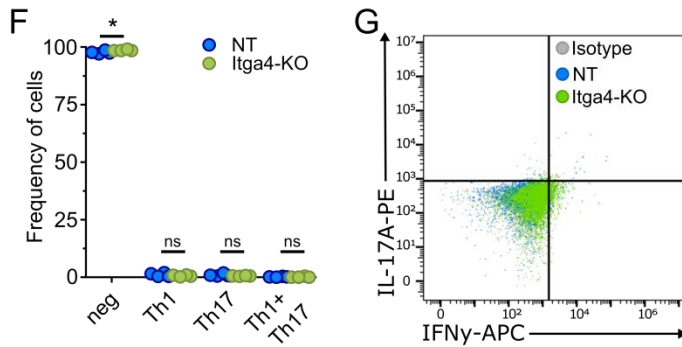 F
*
NT
Itga4-KO
100
75
50
25
0
Frequency of cells
ns
ns
ns
neg
Th1
Th17
Th1+
Th17
G
Isotype
NT
Itga4-KO
10⁷
10⁶
10⁵
10⁴
10³
10²
10¹
0
IL-17A-PE
0 10² 10⁴ 10⁶
IFNy-APC